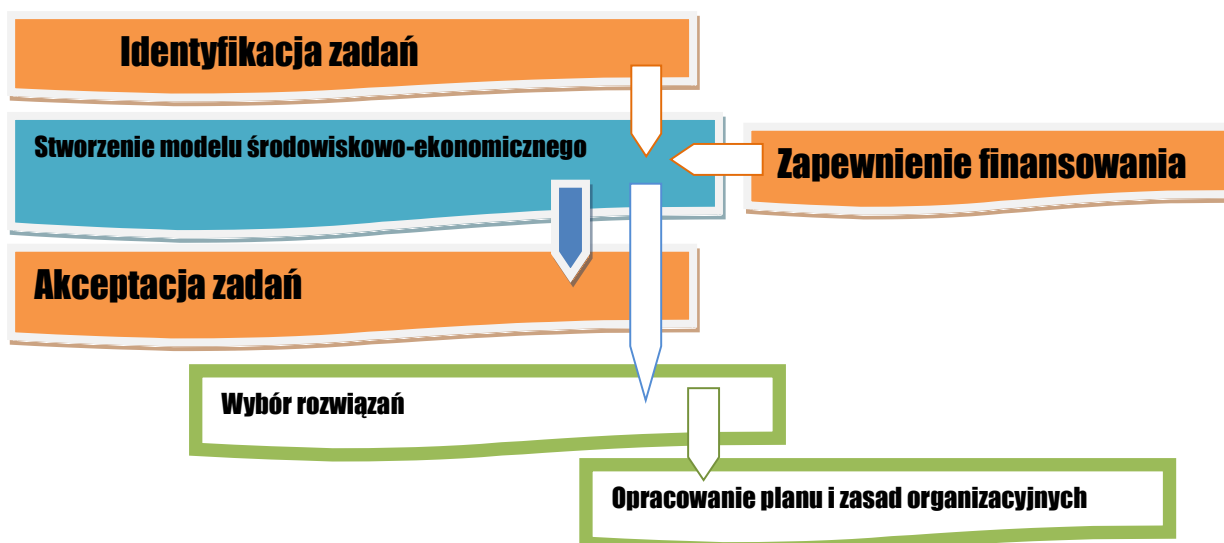 Identyfikacja zadań
Stworzenie modelu środowiskowo-ekonomicznego
Zapewnienie finansowania
Akceptacja zadań
Wybór rozwiązań
Opracowanie planu i zasad organizacyjnych